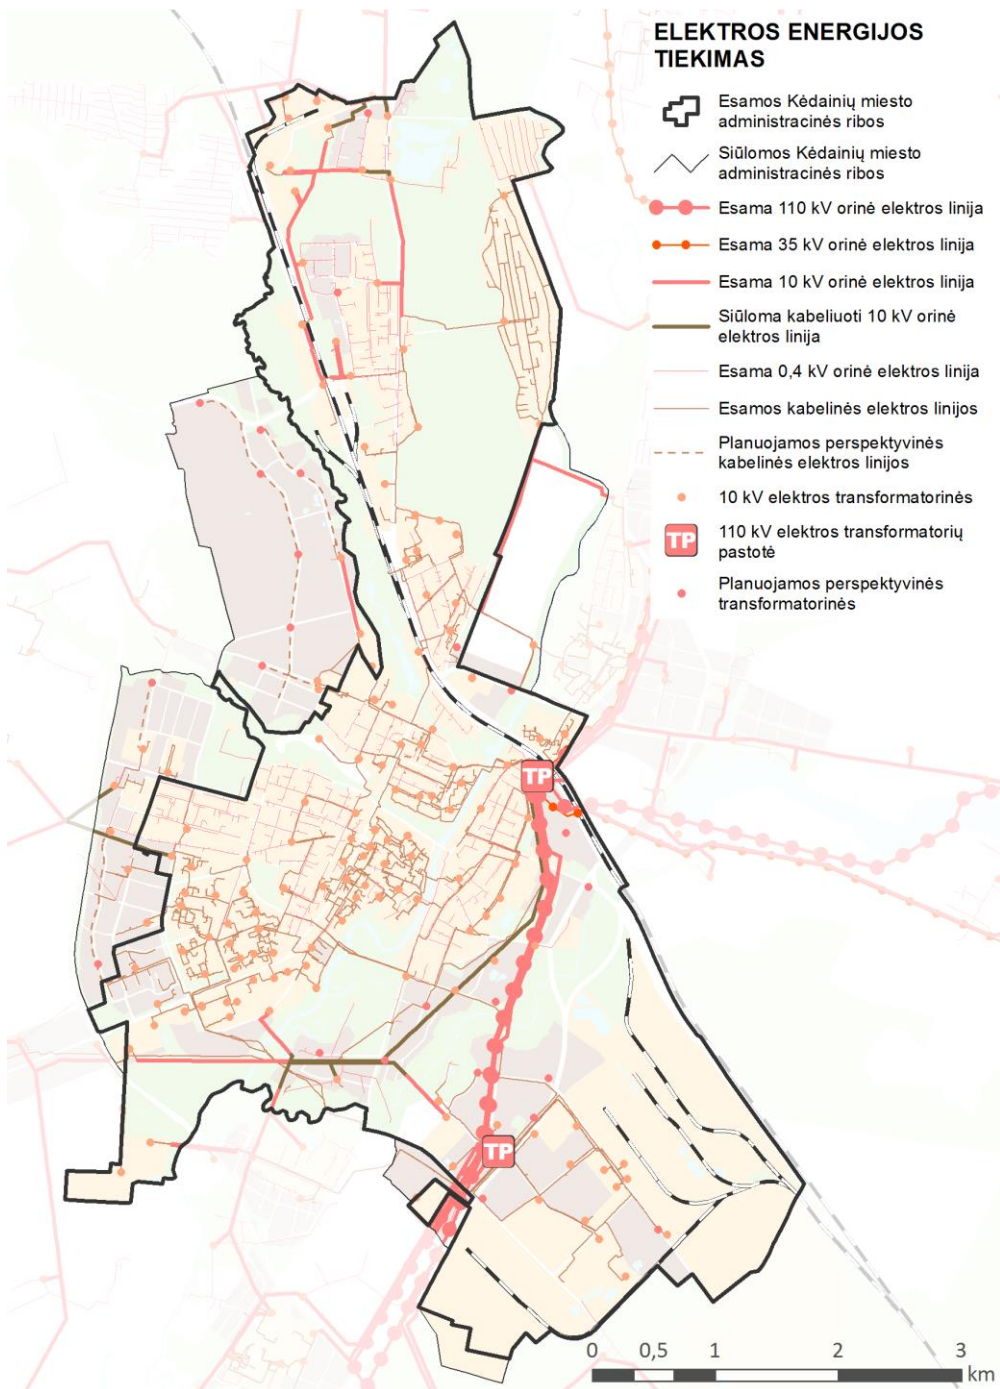 ELEKTROS ENERGIJOS
TIEKIMAS
Esamos Kėdainių miesto
administracinės ribos
Siūlomos Kėdainių miesto
administracinės ribos
Esama 110 kV orinė elektros linija
Esama 35 kV orinė elektros linija
Esama 10 kV orinė elektros linija
Siūloma kabeliuoti 10 kV orinė
elektros linija
Esama 0,4 kV orinė elektros linija
Esamos kabelinės elektros linijos
Planuojamos perspektyvinės
kabelinės elektros linijos
10 kV elektros transformatorinės
TP
110 kV elektros transformatorių
pastotė
Planuojamos perspektyvinės
transformatorinės
TP
TP
0 0,5 1 2 3
km